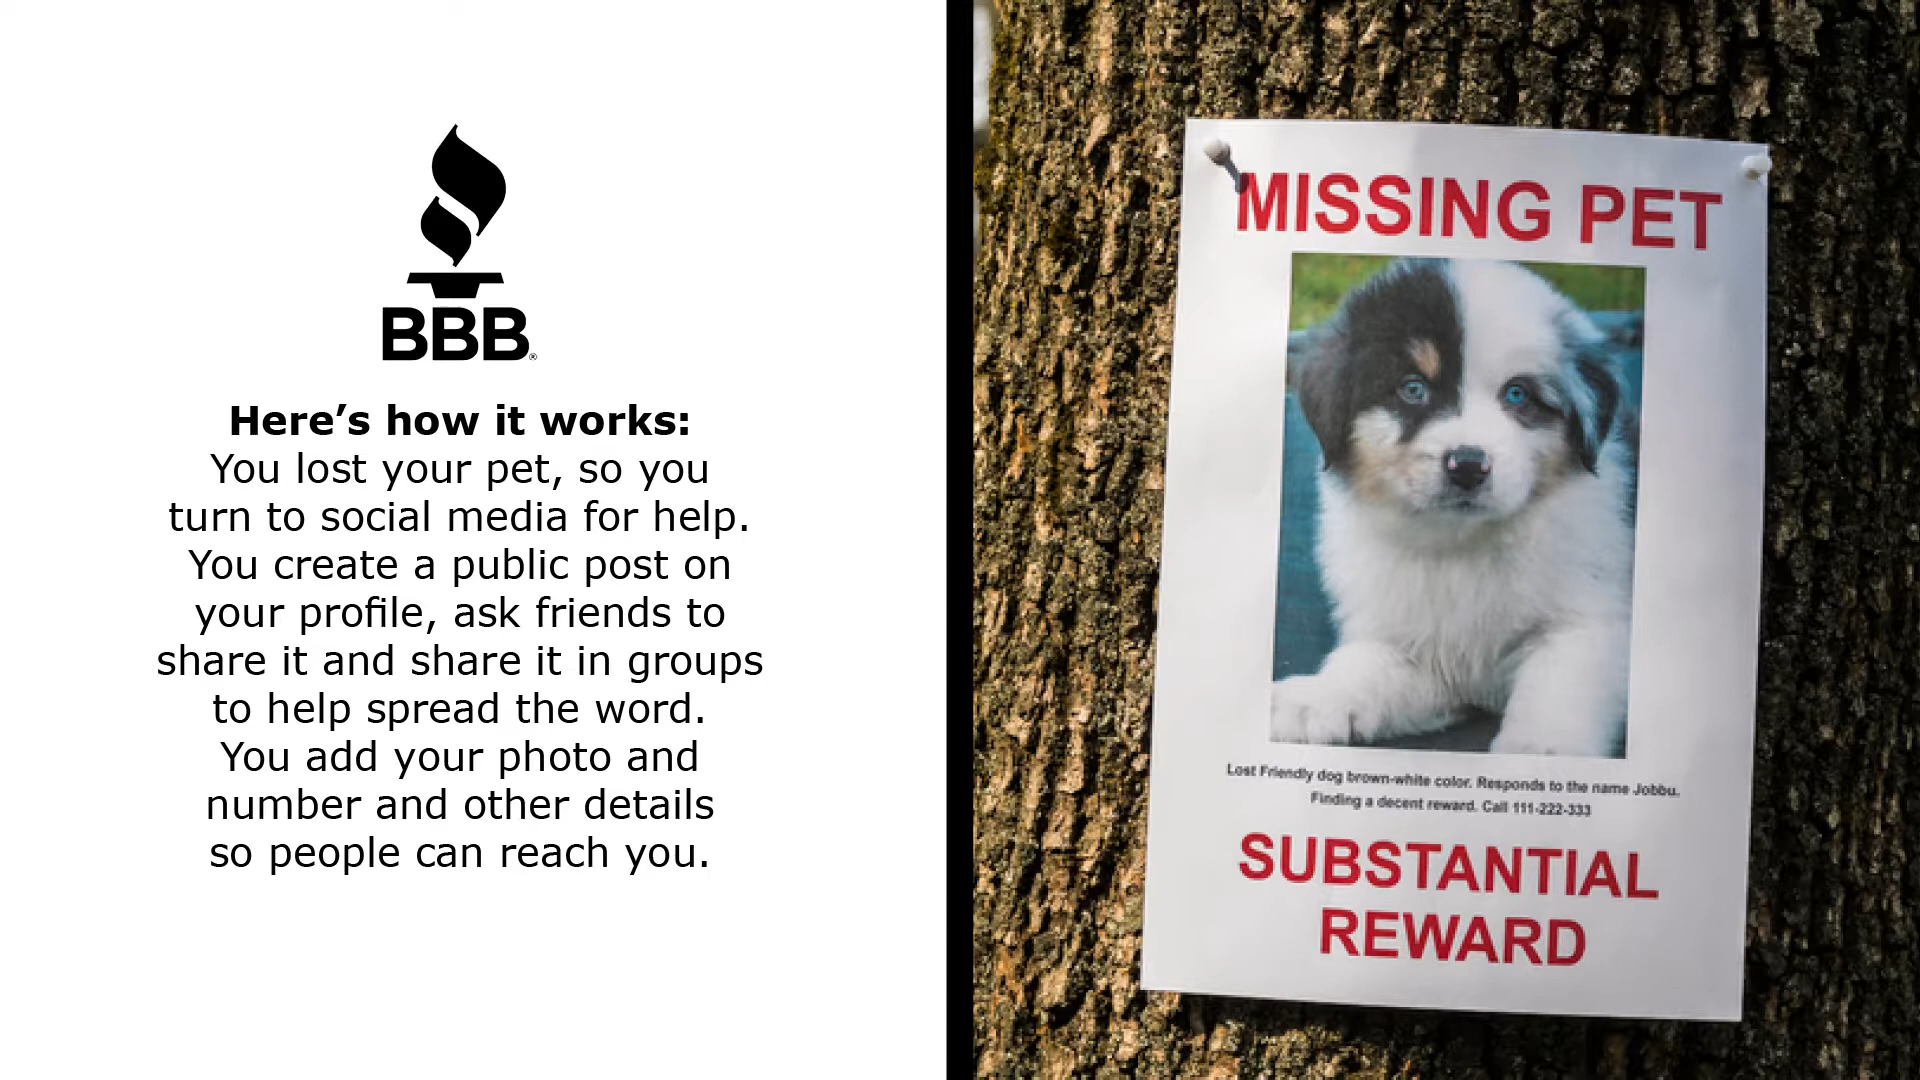 BBB®
Here’s how it works:
You lost your pet, so you
turn to social media for help.
You create a public post on
your profile, ask friends to
share it and share it in groups
to help spread the word.
You add your photo and
number and other details
so people can reach you.
MISSING PET
Lost Friendly dog brown-white color. Responds to the name Jobbu.
Finding a decent reward. Call 111-222-333
SUBSTANTIAL
REWARD